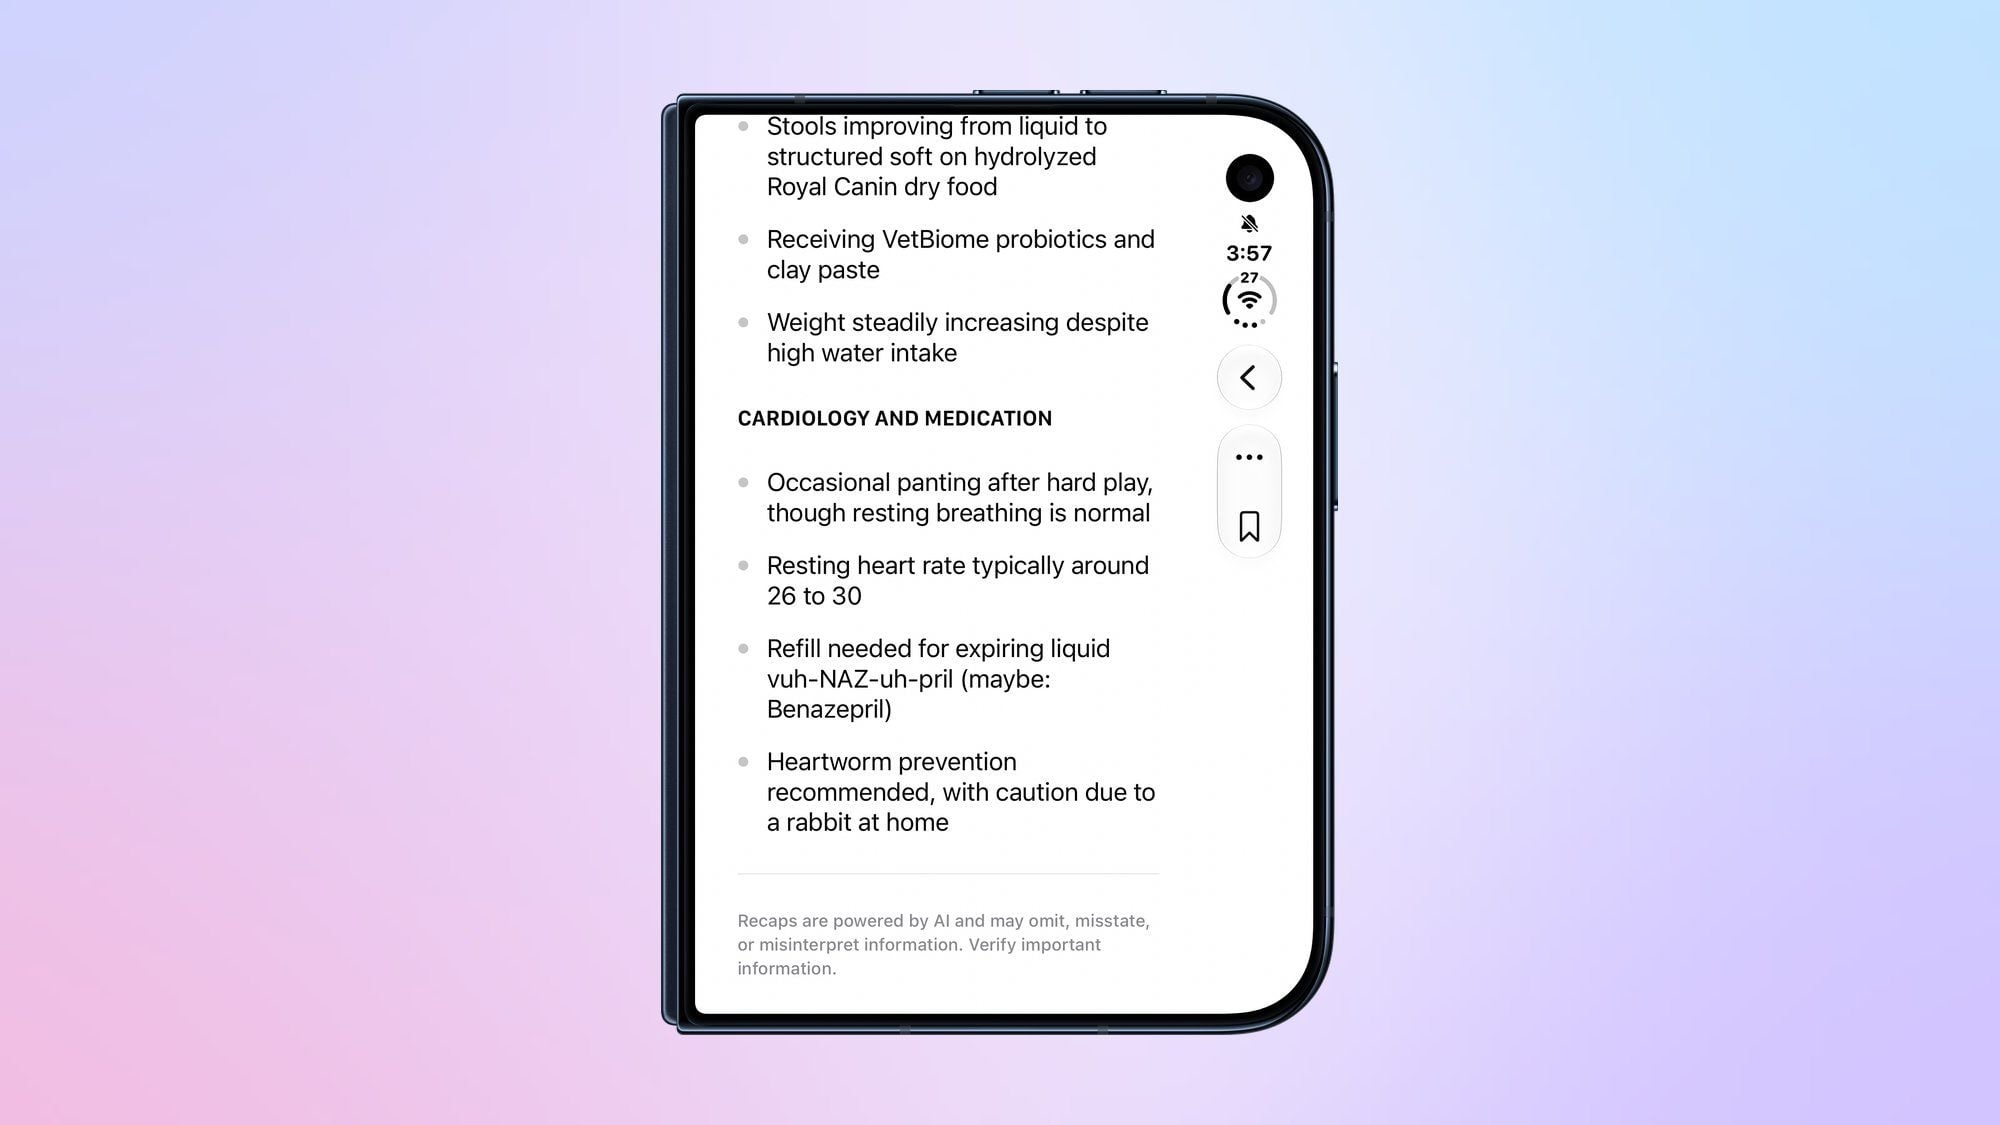 Stools improving from liquid to
structured soft on hydrolyzed
Royal Canin dry food
Receiving VetBiome probiotics and
clay paste
Weight steadily increasing despite
high water intake
CARDIOLOGY AND MEDICATION
Occasional panting after hard play,
though resting breathing is normal
Resting heart rate typically around
26 to 30
Refill needed for expiring liquid
vuh-NAZ-uh-pril (maybe:
Benazepril)
Heartworm prevention
recommended, with caution due to
a rabbit at home
Recaps are powered by AI and may omit, misstate,
or misinterpret information. Verify important
information.
3:57
27